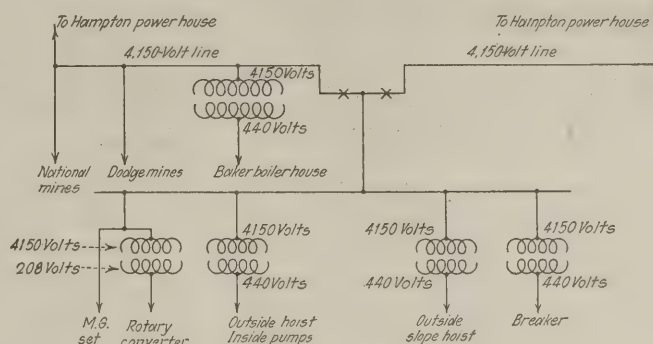 To Hampton power house
To Hampton power house
4,150-Volt line
4,150-Volt line
4150 Volts
440 Volts
National
mines
Dodge mines
Baker boiler house
4150 Volts
208 Volts
4150 Volts
440 Volts
4150 Volts
440 Volts
4150 Volts
440 Volts
M.G.
set
Rotary
converter
Outside hoist
Inside pumps
Outside
slope hoist
Breaker